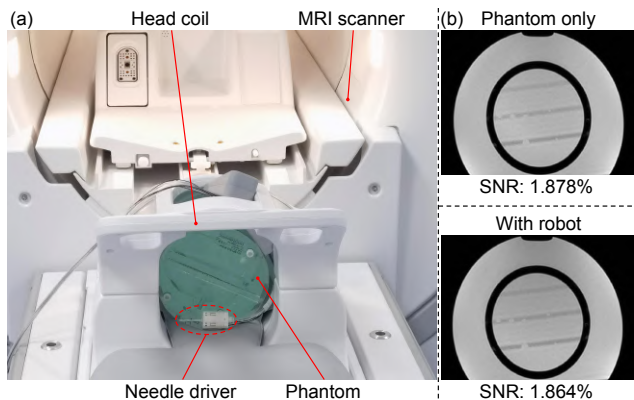 (a)
Head coil
MRI scanner
Needle driver
Phantom
(b)
Phantom only
SNR: 1.878%
With robot
SNR: 1.864%